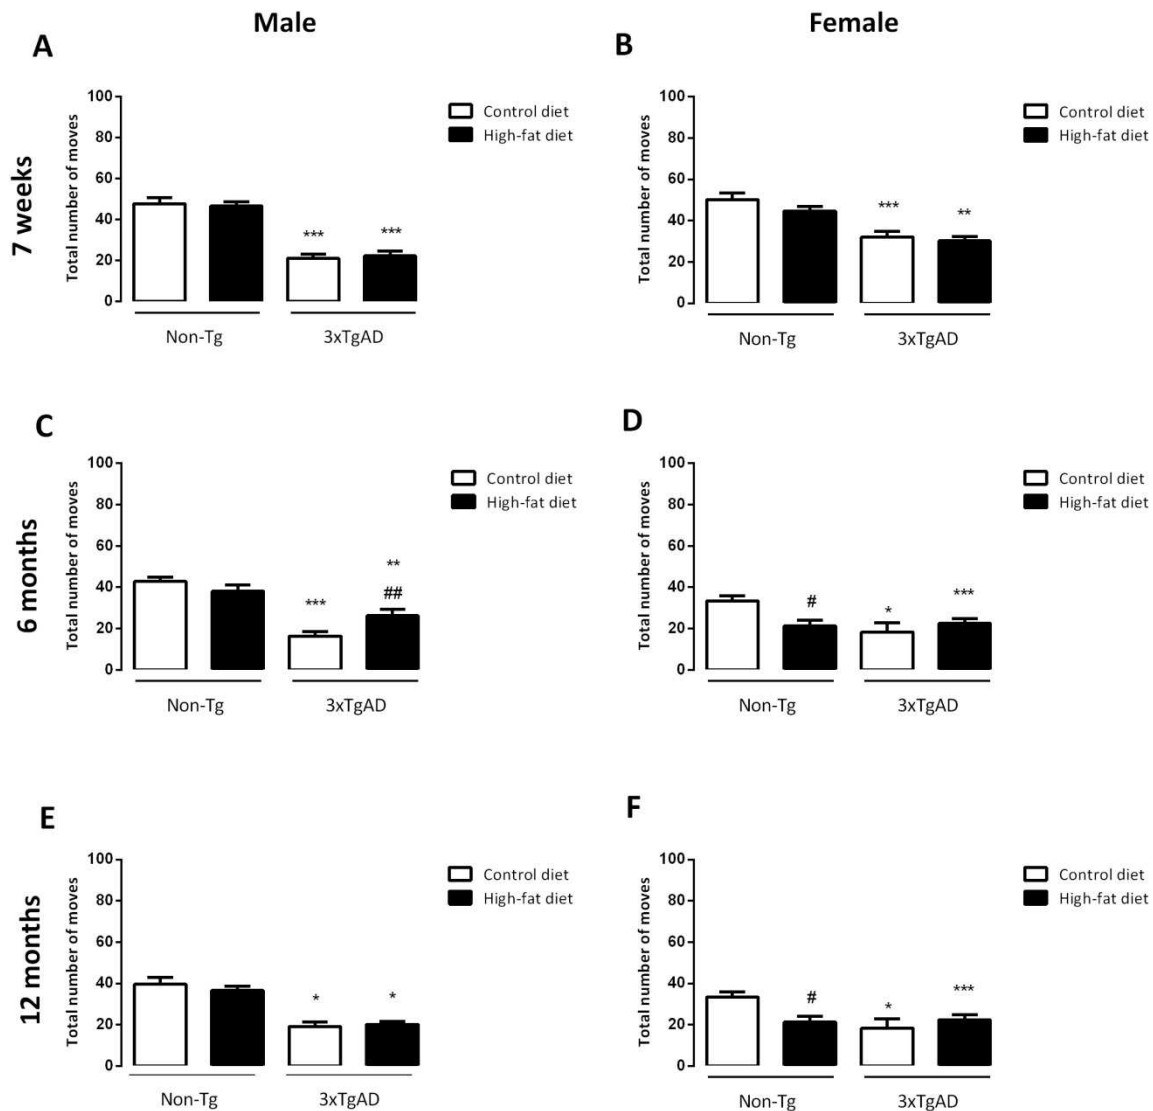 Male
Female
A
100
80
60
40
20
0
Total number of moves
7 weeks
*** ***
Non-Tg 3xTgAD
Control diet
High-fat diet
B
100
80
60
40
20
0
Total number of moves
*** **
Non-Tg 3xTgAD
Control diet
High-fat diet
C
100
80
60
40
20
0
Total number of moves
6 months
**
*** ##
Non-Tg 3xTgAD
Control diet
High-fat diet
D
100
80
60
40
20
0
Total number of moves
# * ***
Non-Tg 3xTgAD
Control diet
High-fat diet
E
100
80
60
40
20
0
Total number of moves
12 months
* *
Non-Tg 3xTgAD
Control diet
High-fat diet
F
100
80
60
40
20
0
Total number of moves
# * ***
Non-Tg 3xTgAD
Control diet
High-fat diet